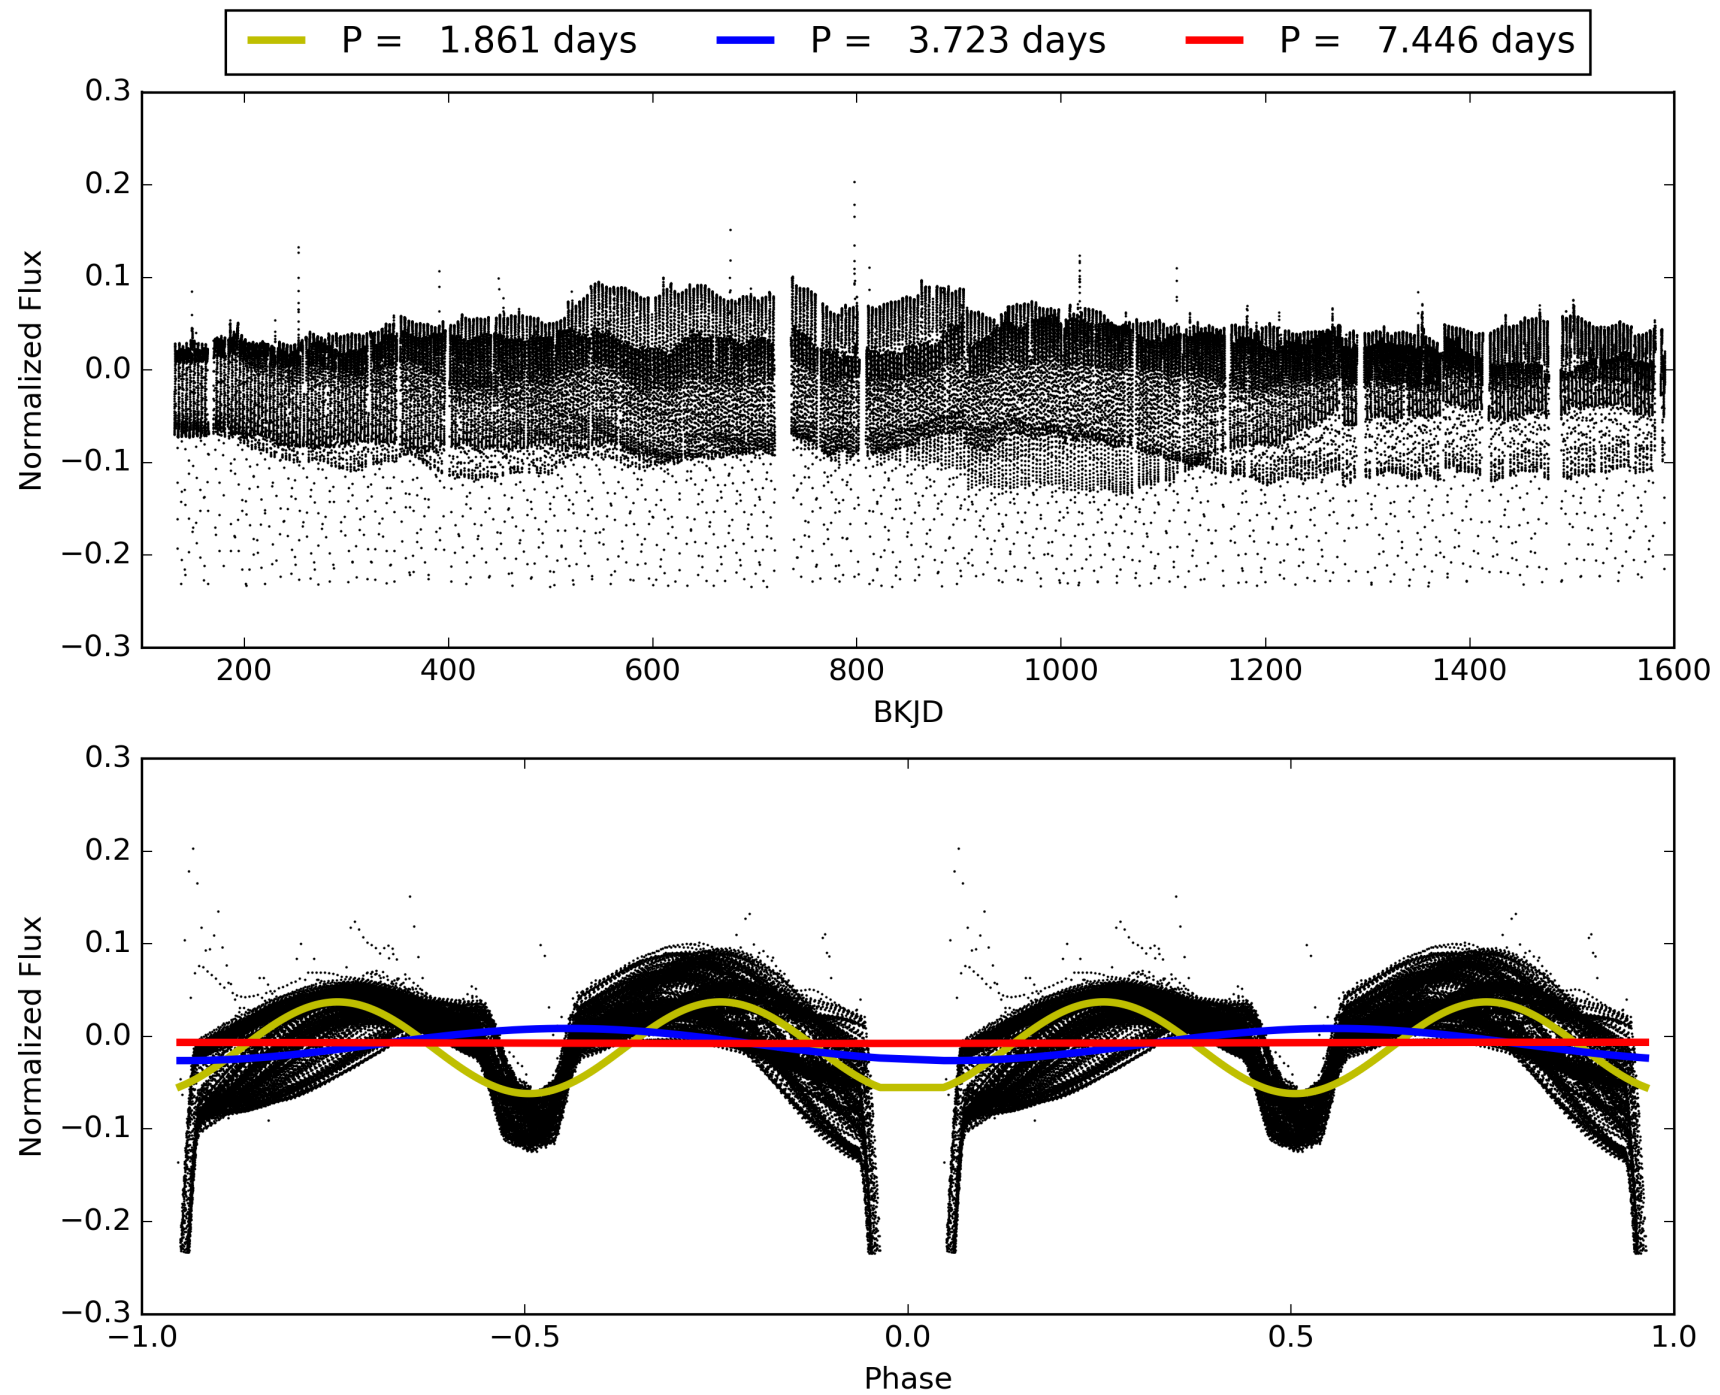 P = 1.861 days P = 3.723 days P = 7.446 days
0.3
0.2
0.1
0.0
−0.1
−0.2
−0.3
Normalized Flux
200 400 600 800 1000 1200 1400 1600
BKJD
0.3
0.2
0.1
0.0
−0.1
−0.2
−0.3
Normalized Flux
−1.0 −0.5 0.0 0.5 1.0
Phase